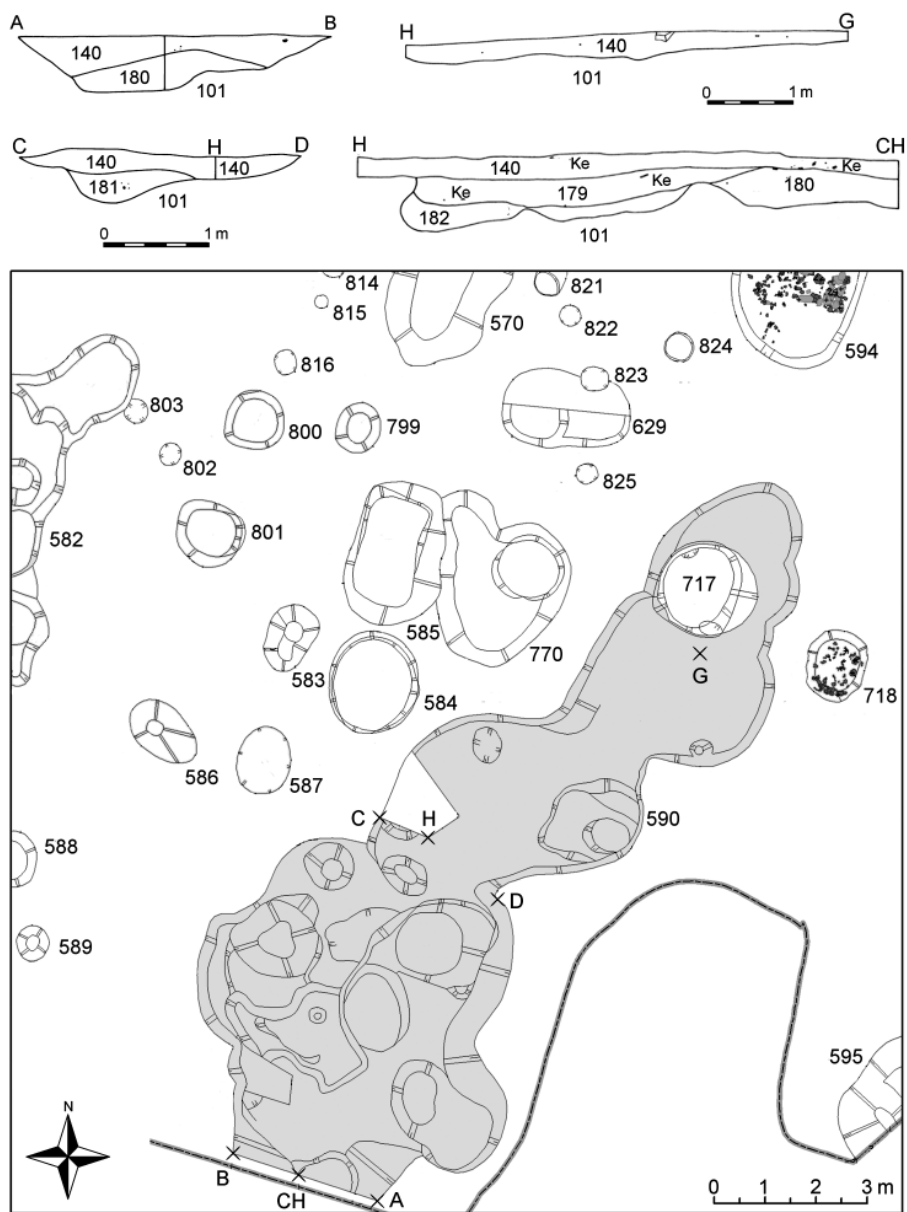 A B
140
180 101
H G
140
101
0 1 m
C H D
140 140
181 101
0 1 m
H CH
140 Ke Ke
Ke 179 Ke 180
182
101
814
815
570
821
822
824
594
816
823
803
800
799
629
802
825
582
801
717
585
770
G
718
583
584
586
587
C H
590
588
D
589
595
N
B
CH
A
0 1 2 3 m